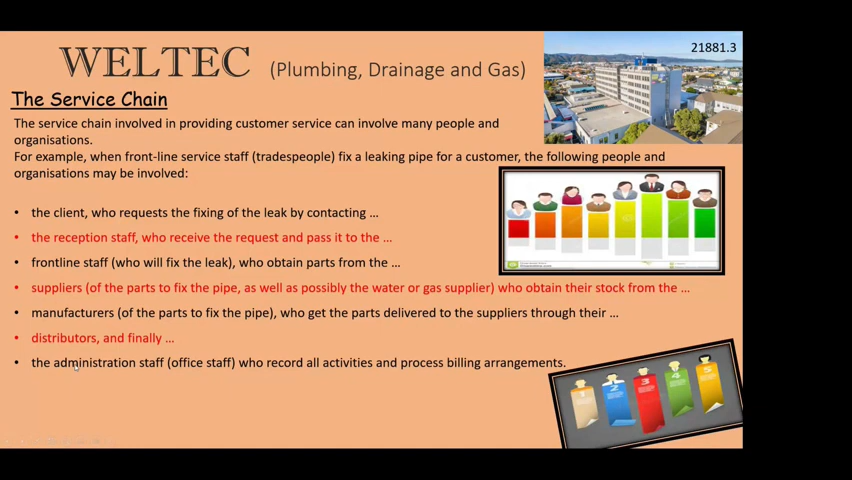 21881.3
WELTEC (Plumbing, Drainage and Gas)
The Service Chain
The service chain involved in providing customer service can involve many people and
organisations.
For example, when front-line service staff (tradespeople) fix a leaking pipe for a customer, the following people and
organisations may be involved:
• the client, who requests the fixing of the leak by contacting …
• the reception staff, who receive the request and pass it to the …
• frontline staff (who will fix the leak), who obtain parts from the …
• suppliers (of the parts to fix the pipe, as well as possibly the water or gas supplier) who obtain their stock from the …
• manufacturers (of the parts to fix the pipe), who get the parts delivered to the suppliers through their …
• distributors, and finally …
• the administration staff (office staff) who record all activities and process billing arrangements.
1
2
3
4
5